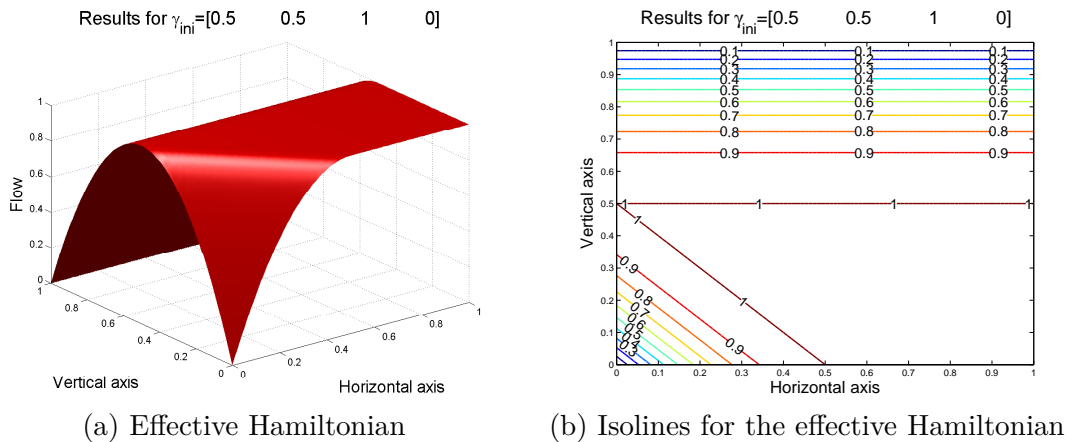 Results for γini=[0.5 0.5 1 0]
1
0.8
0.6
0.4
0.2
0
Flow
1
0.8
0.6
0.4
0.2
0
Vertical axis
0
0.2
0.4
0.6
0.8
1
Horizontal axis
(a) Effective Hamiltonian
Results for γini=[0.5 0.5 1 0]
1
0.9
0.8
0.7
0.6
0.5
0.4
0.3
0.2
0.1
0
Vertical axis
0.1 0.1 0.1
0.2 0.2 0.2
0.3 0.3 0.3
0.4 0.4 0.4
0.5 0.5 0.5
0.6 0.6 0.6
0.7 0.7 0.7
0.8 0.8 0.8
0.9 0.9 0.9
1 1 1 1
1
1
0.9
0.8
0.7
0.6
0.5
0.4
0.3
0.9
0.8
0 0.1 0.2 0.3 0.4 0.5 0.6 0.7 0.8 0.9 1
Horizontal axis
(b) Isolines for the effective Hamiltonian